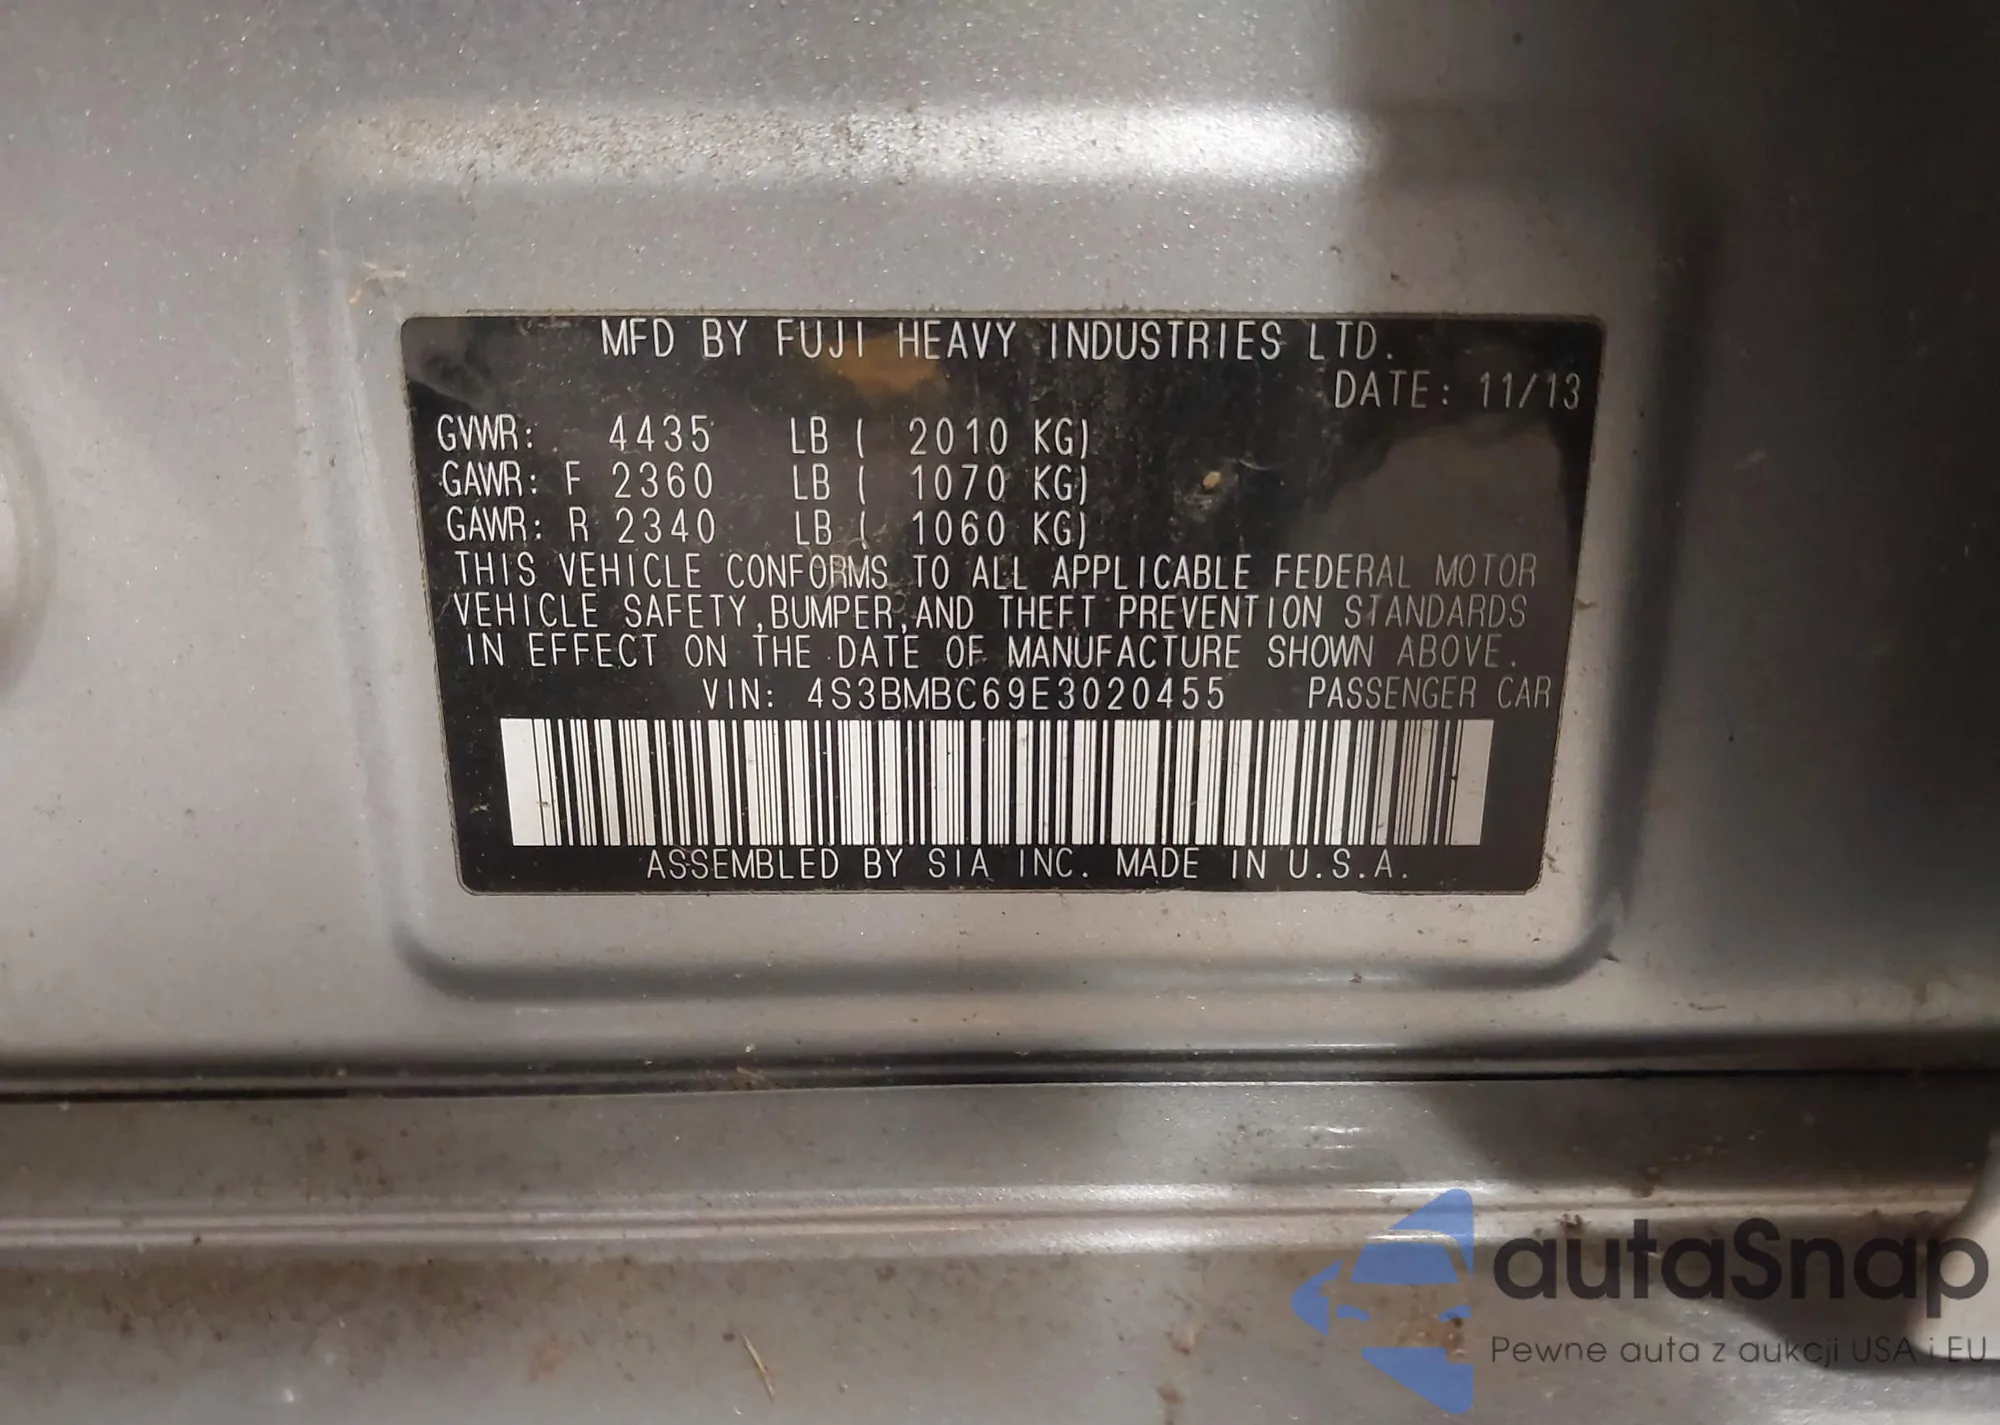 MFD BY FUJI HEAVY INDUSTRIES LTD.
DATE: 11/13
GVWR: 4435 LB ( 2010 KG)
GAWR: F 2360 LB ( 1070 KG)
GAWR: R 2340 LB ( 1060 KG)
THIS VEHICLE CONFORMS TO ALL APPLICABLE FEDERAL MOTOR
VEHICLE SAFETY,BUMPER,AND THEFT PREVENTION STANDARDS
IN EFFECT ON THE DATE OF MANUFACTURE SHOWN ABOVE.
VIN: 4S3BMBC69E3020455 PASSENGER CAR
ASSEMBLED BY SIA INC. MADE IN U.S.A.
autaSnap
Pewne auta z aukcji USA i EU